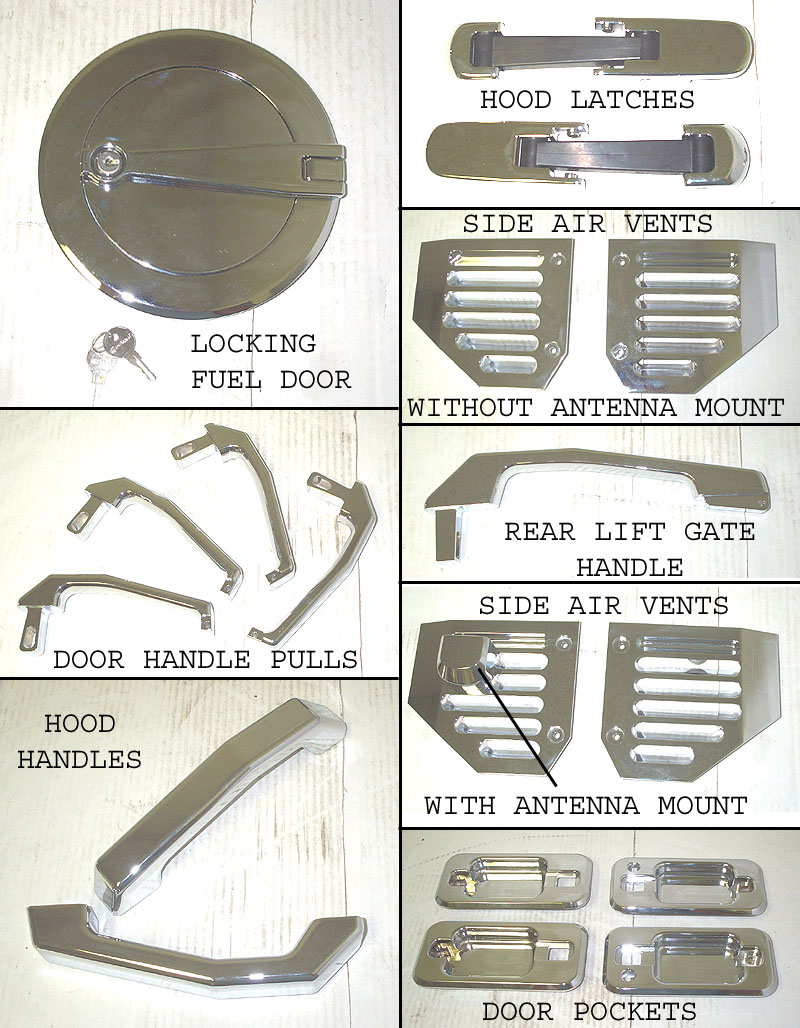 LOCKING
FUEL DOOR
HOOD LATCHES
SIDE AIR VENTS
WITHOUT ANTENNA MOUNT
DOOR HANDLE PULLS
REAR LIFT GATE
HANDLE
SIDE AIR VENTS
WITH ANTENNA MOUNT
HOOD
HANDLES
DOOR POCKETS